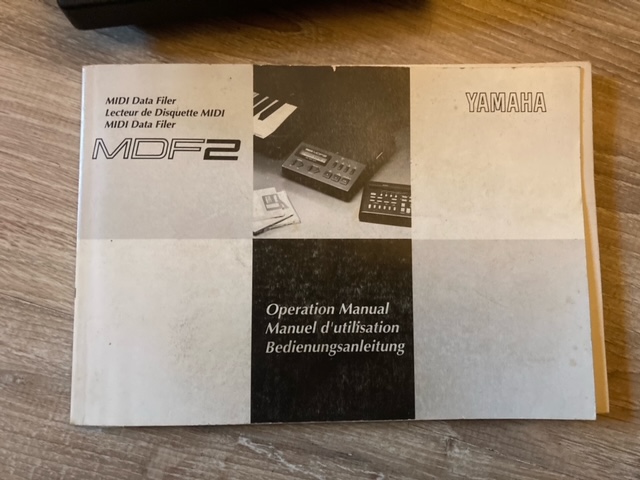 MIDI Data Filer
Lecteur de Disquette MIDI
MIDI Data Filer
MDF2
YAMAHA
Operation Manual
Manuel d'utilisation
Bedienungsanleitung